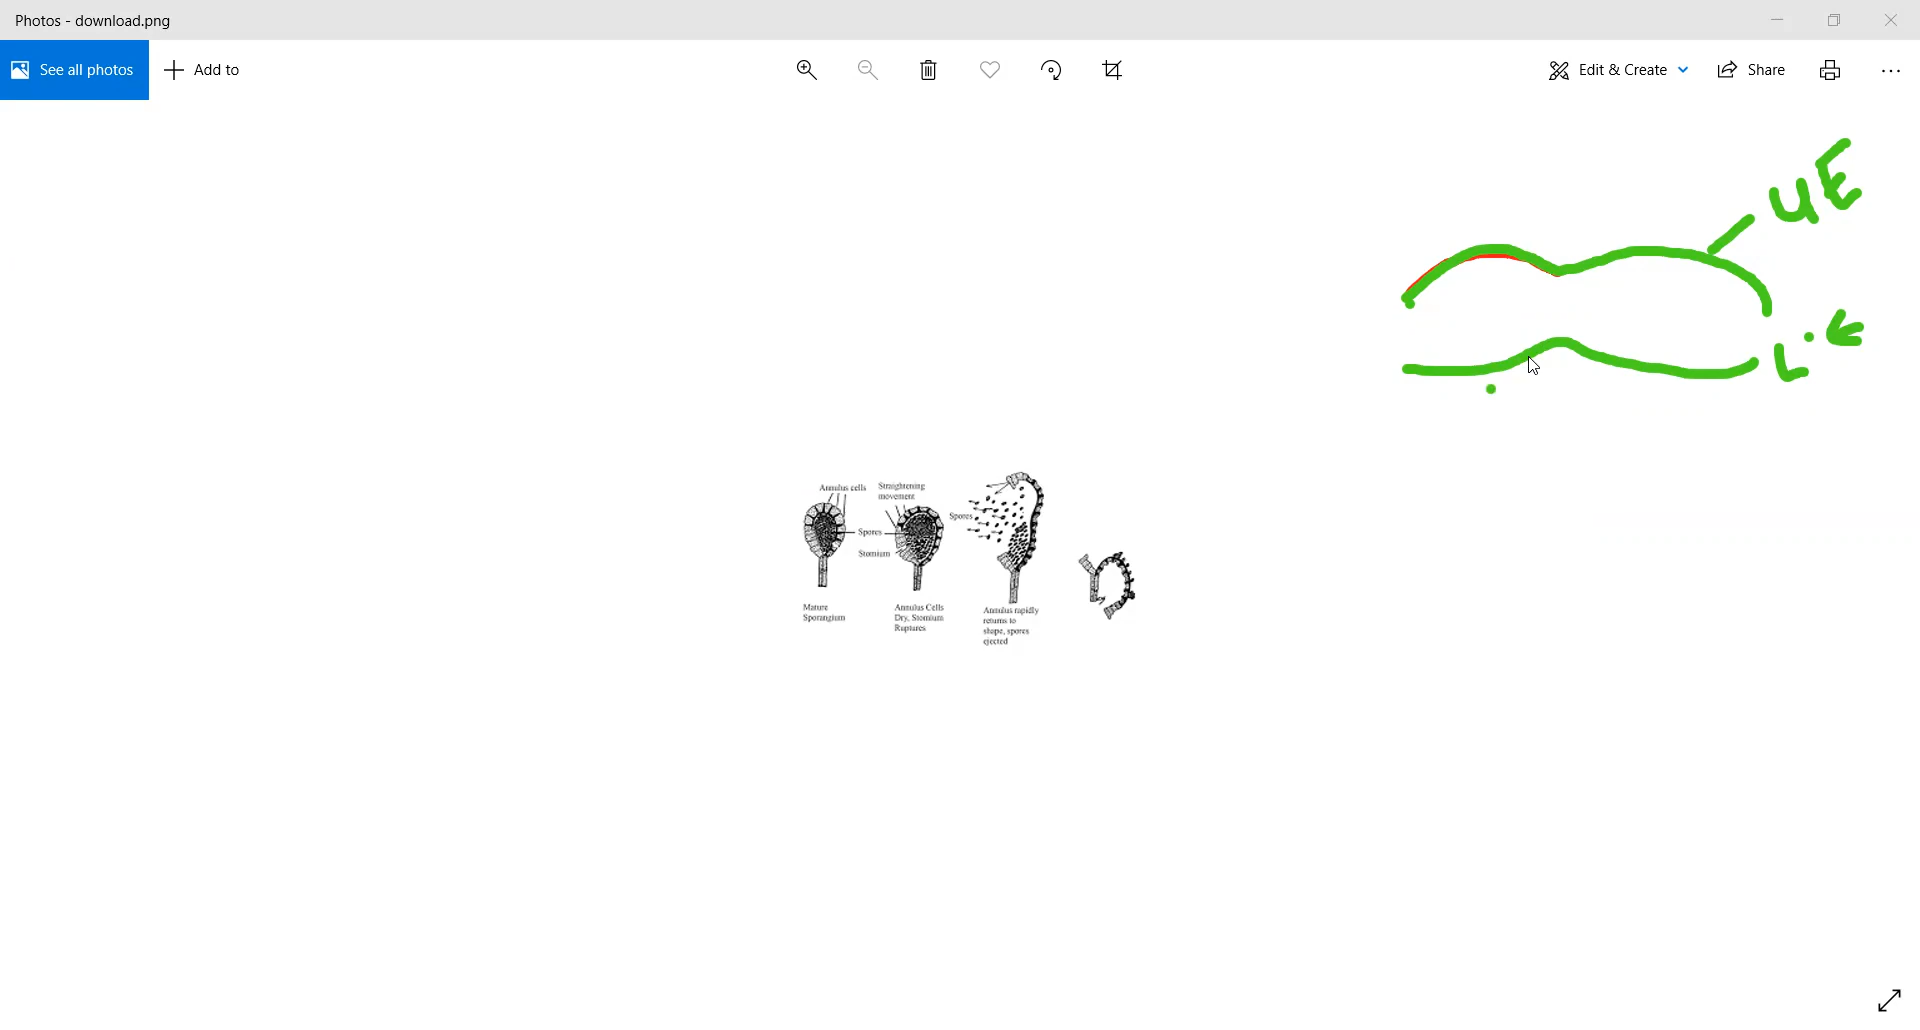 Photos - download.png
See all photos
Add to
Edit & Create
Share
UE
L.E
Annulus cells
Straightening
movement
Spores
Spores
Stomium
Mature
Sporangium
Annulus Cells
Dry, Stomium
Ruptures
Annulus rapidly
returns to
shape, spores
ejected